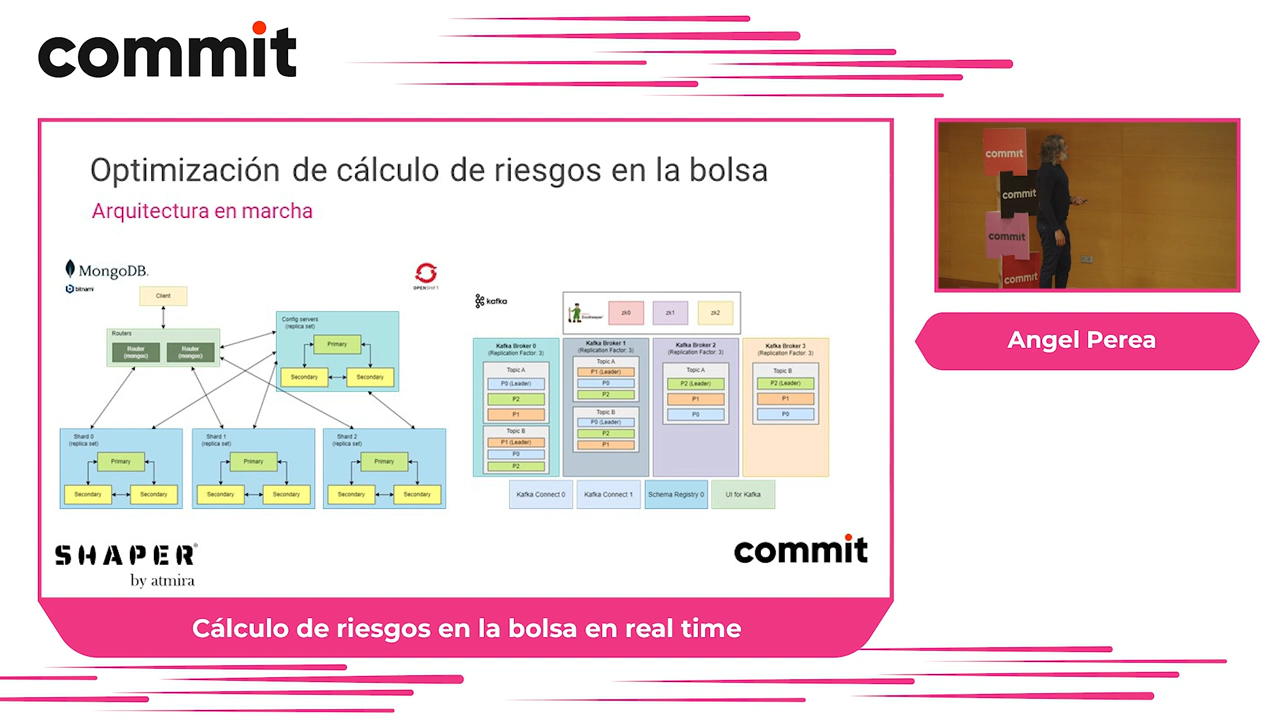 commit
Optimización de cálculo de riesgos en la bolsa
Arquitectura en marcha
MongoDB.
bitnami
OPENSHIFT
Client
Routers
Router
(mongos)
Router
(mongos)
Config servers
(replica set)
Primary
Secondary
Secondary
Shard 0
(replica set)
Primary
Secondary
Secondary
Shard 1
(replica set)
Primary
Secondary
Secondary
Shard 2
(replica set)
Primary
Secondary
Secondary
kafka
ZooKeeper
zk0
zk1
zk2
Kafka Broker 0
(Replication Factor: 3)
Topic A
P0 (Leader)
P2
P1
Topic B
P1 (Leader)
P0
P2
Kafka Broker 1
(Replication Factor: 3)
Topic A
P1 (Leader)
P0
P2
Topic B
P0 (Leader)
P2
P1
Kafka Broker 2
(Replication Factor: 3)
Topic A
P2 (Leader)
P1
P0
Kafka Broker 3
(Replication Factor: 3)
Topic B
P2 (Leader)
P1
P0
Kafka Connect 0
Kafka Connect 1
Schema Registry 0
UI for Kafka
SHAPER
by atmira
commit
Cálculo de riesgos en la bolsa en real time
commit
commit
commit
commit
Angel Perea